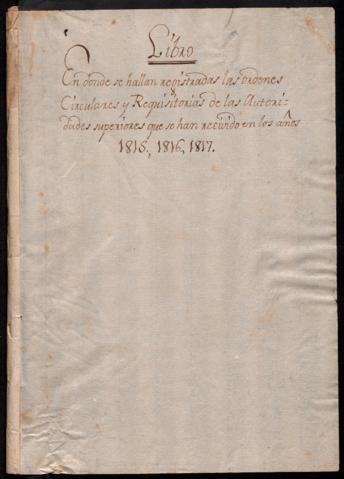 Libro
En donde se hallan registradas las ordenes
Circulares y Requisitorias de las Autori-
dades superiores que se han recivido en los años
1815, 1816, 1817.